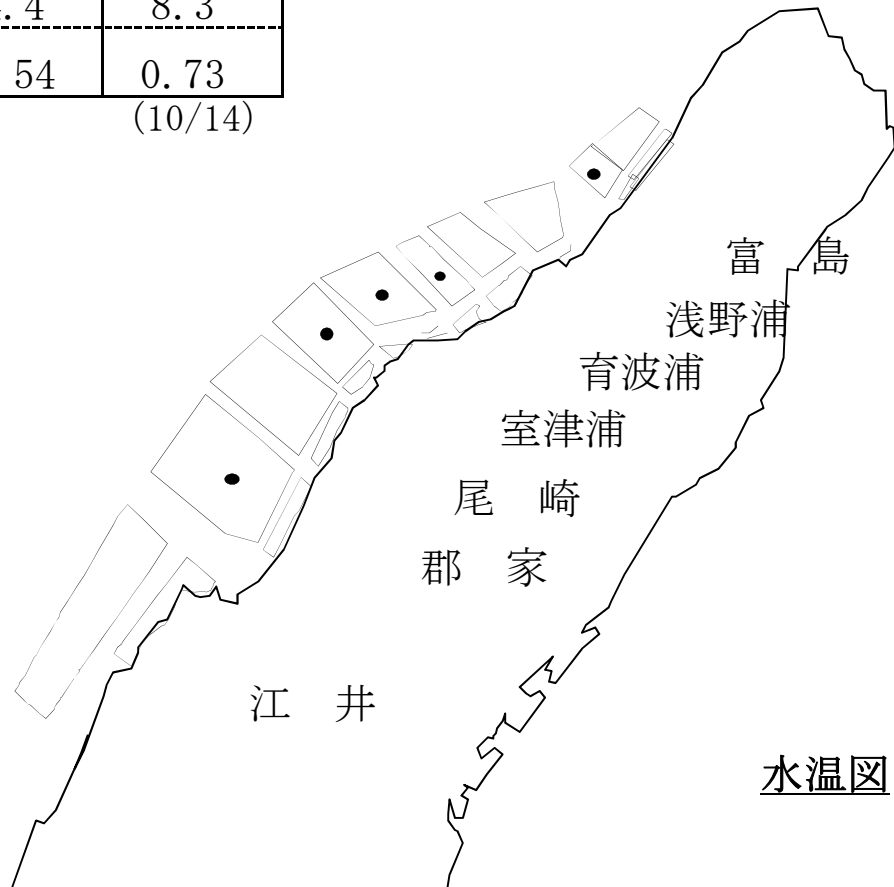 .4 8.3
54 0.73
(10/14)
富　島
浅野浦
育波浦
室津浦
尾　崎
郡　家
江　井
水温図